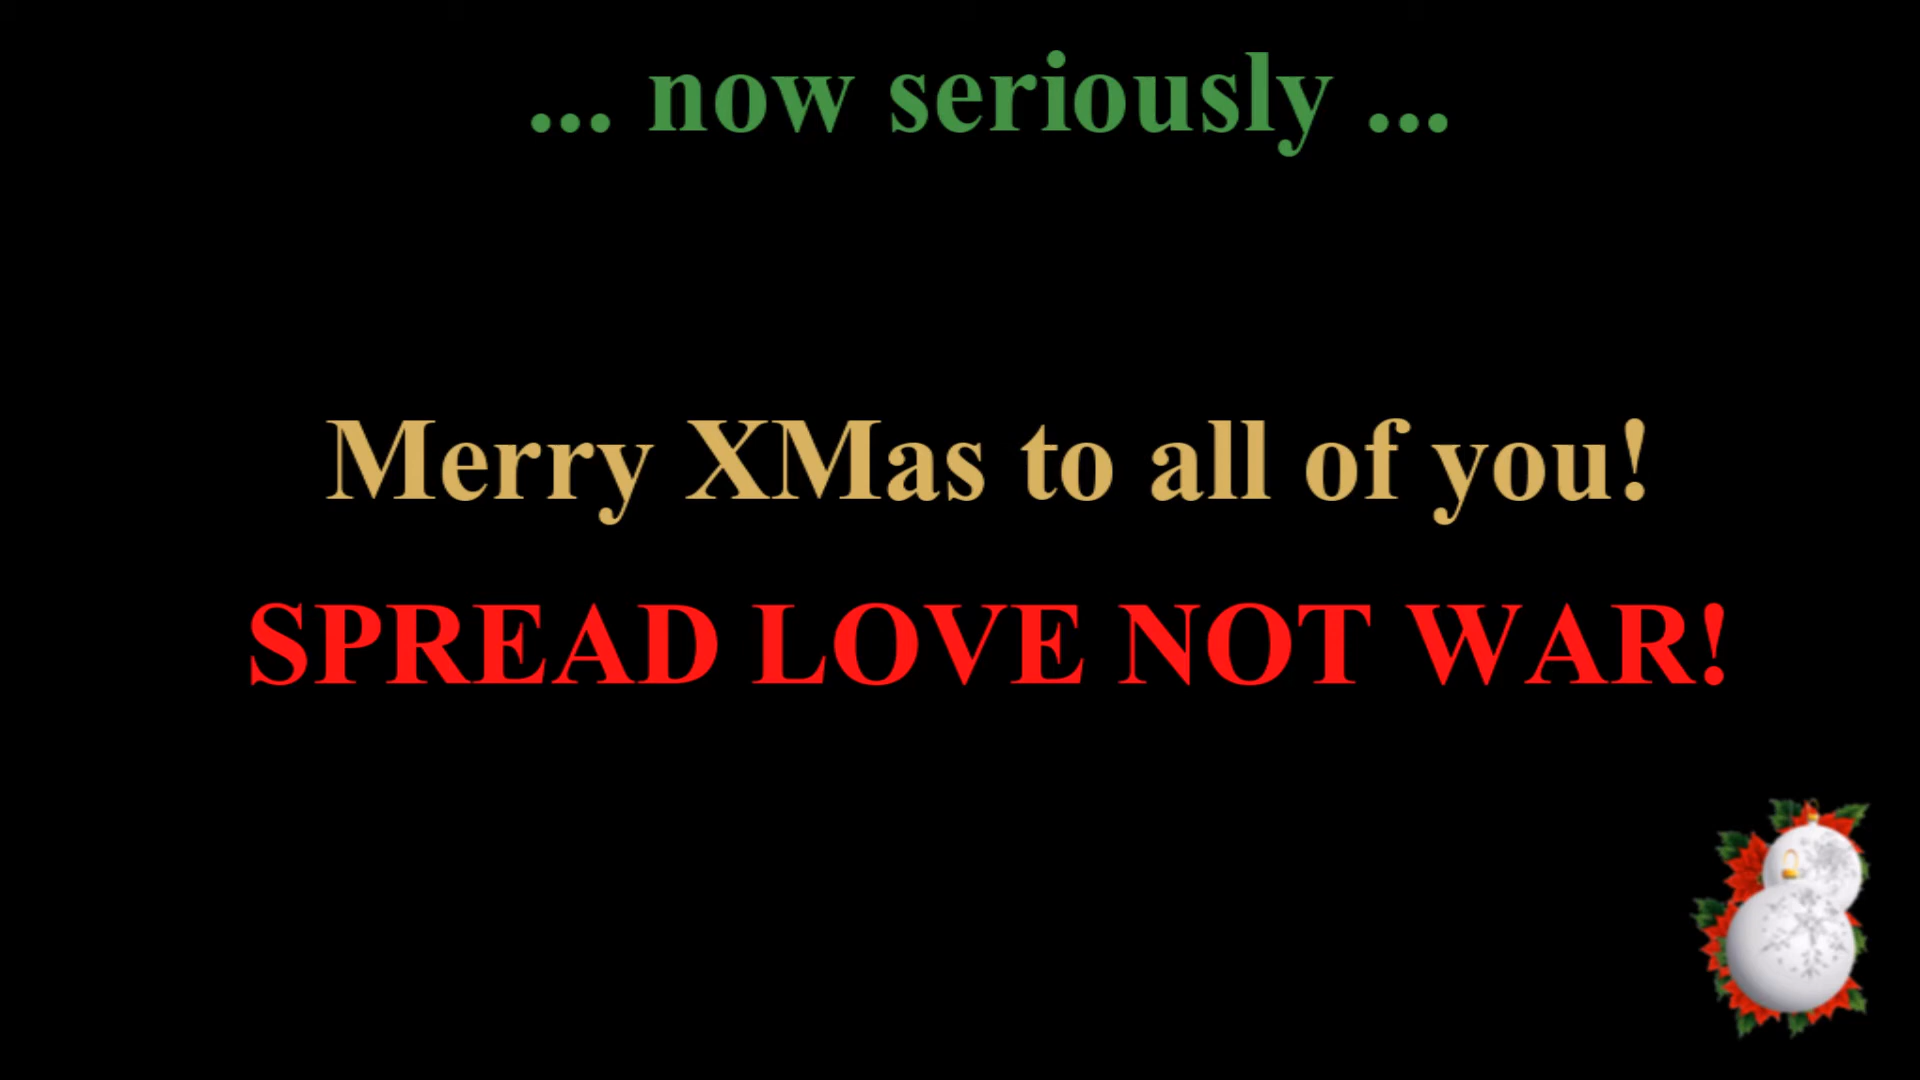 ... now seriously ...
Merry XMas to all of you!
SPREAD LOVE NOT WAR!